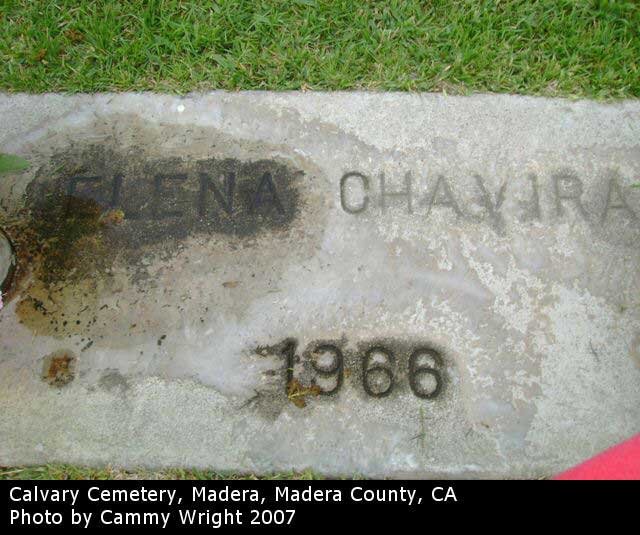 ELENA CHAVIRA
1966
Calvary Cemetery, Madera, Madera County, CA
Photo by Cammy Wright 2007